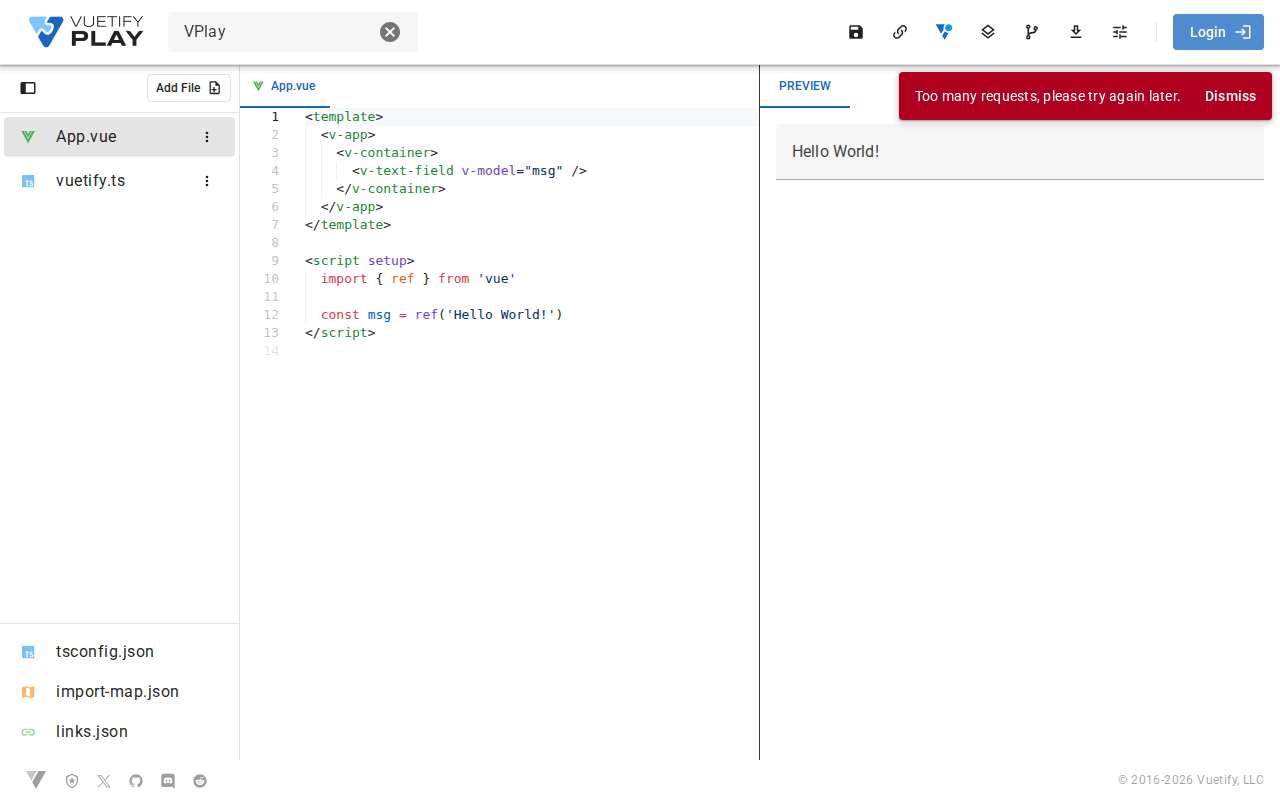 VUETIFY
PLAY
VPlay
Login
Add File
App.vue
vuetify.ts
tsconfig.json
import-map.json
links.json
App.vue
1 <template>
2 <v-app>
3 <v-container>
4 <v-text-field v-model="msg" />
5 </v-container>
6 </v-app>
7 </template>
8
9 <script setup>
10 import { ref } from 'vue'
11
12 const msg = ref('Hello World!')
13 </script>
14
PREVIEW
Too many requests, please try again later. Dismiss
Hello World!
© 2016-2026 Vuetify, LLC